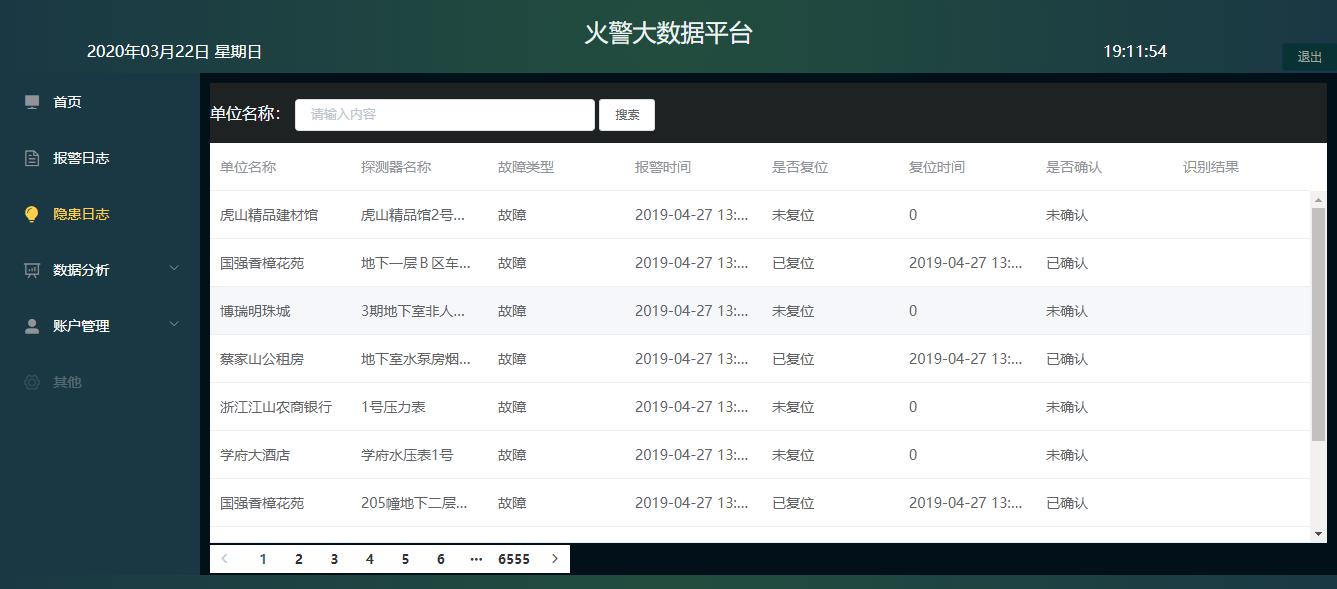 火警大数据平台
2020年03月22日 星期日
19:11:54
退出
首页
报警日志
隐患日志
数据分析
账户管理
其他
单位名称: 请输入内容 搜索
单位名称 探测器名称 故障类型 报警时间 是否复位 复位时间 是否确认 识别结果
虎山精品建材馆 虎山精品馆2号... 故障 2019-04-27 13:... 未复位 0 未确认
国强香樟花苑 地下一层B区车... 故障 2019-04-27 13:... 已复位 2019-04-27 13:... 已确认
博瑞明珠城 3期地下室非人... 故障 2019-04-27 13:... 未复位 0 未确认
蔡家山公租房 地下室水泵房烟... 故障 2019-04-27 13:... 已复位 2019-04-27 13:... 已确认
浙江江山农商银行 1号压力表 故障 2019-04-27 13:... 未复位 0 未确认
学府大酒店 学府水压表1号 故障 2019-04-27 13:... 未复位 0 未确认
国强香樟花苑 205幢地下二层... 故障 2019-04-27 13:... 已复位 2019-04-27 13:... 已确认
1 2 3 4 5 6 ... 6555